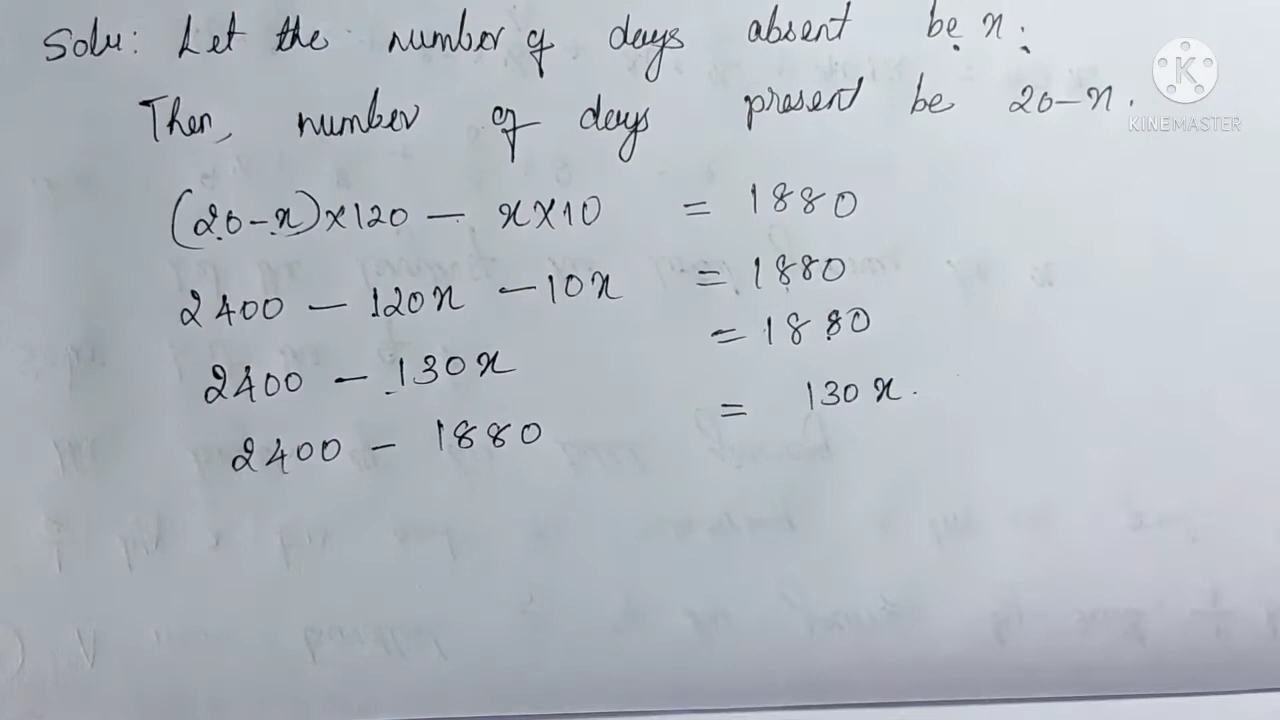 Solu: Let the number of days absent be x.
Then, number of days present be 20-x.
K
KINEMASTER
(20-x)×120 - x×10 = 1880
2400 - 120x - 10x = 1880
2400 - 130x = 1880
2400 - 1880 = 130x.